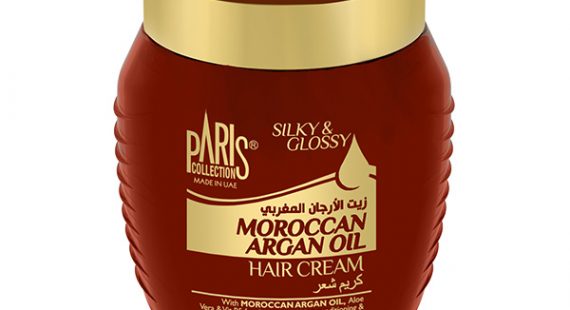 PARIS®
COLLECTION
MADE IN UAE
SILKY &
GLOSSY
زيت الأرجان المغربي
MOROCCAN
ARGAN OIL
HAIR CREAM
كريم شعر
With MOROCCAN ARGAN OIL, Aloe
Vera &